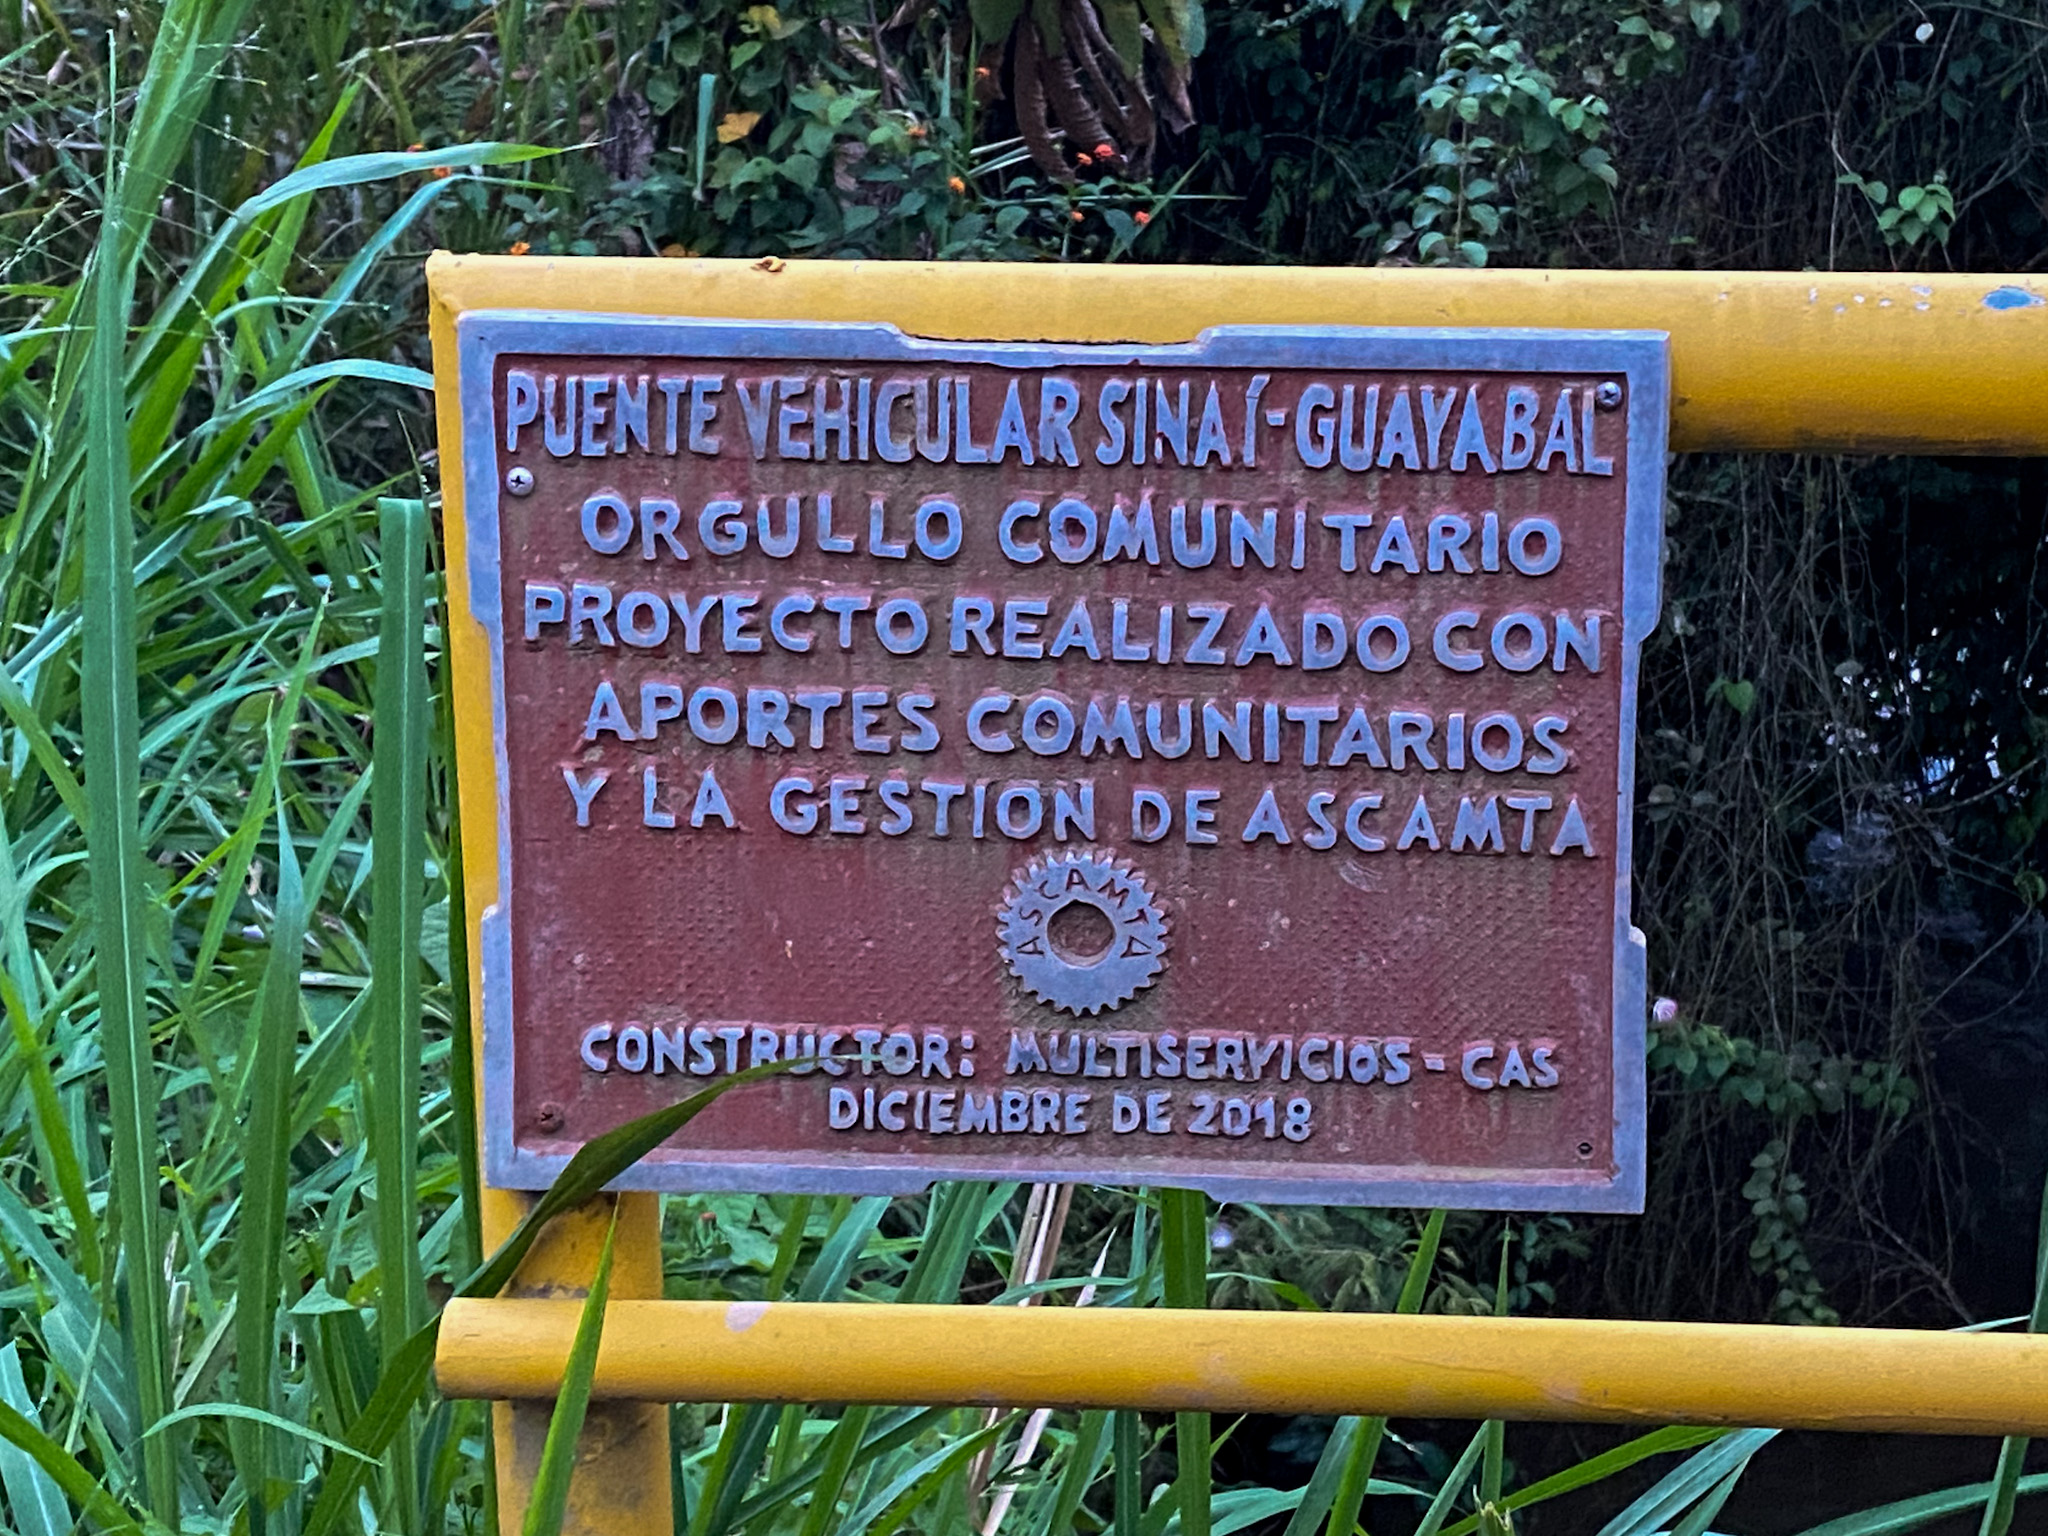 PUENTE VEHICULAR SINAÍ-GUAYABAL
ORGULLO COMUNITARIO
PROYECTO REALIZADO CON
APORTES COMUNITARIOS
Y LA GESTION DE ASCAMTA
ASCAMTA
CONSTRUCTOR: MULTISERVICIOS - CAS
DICIEMBRE DE 2018